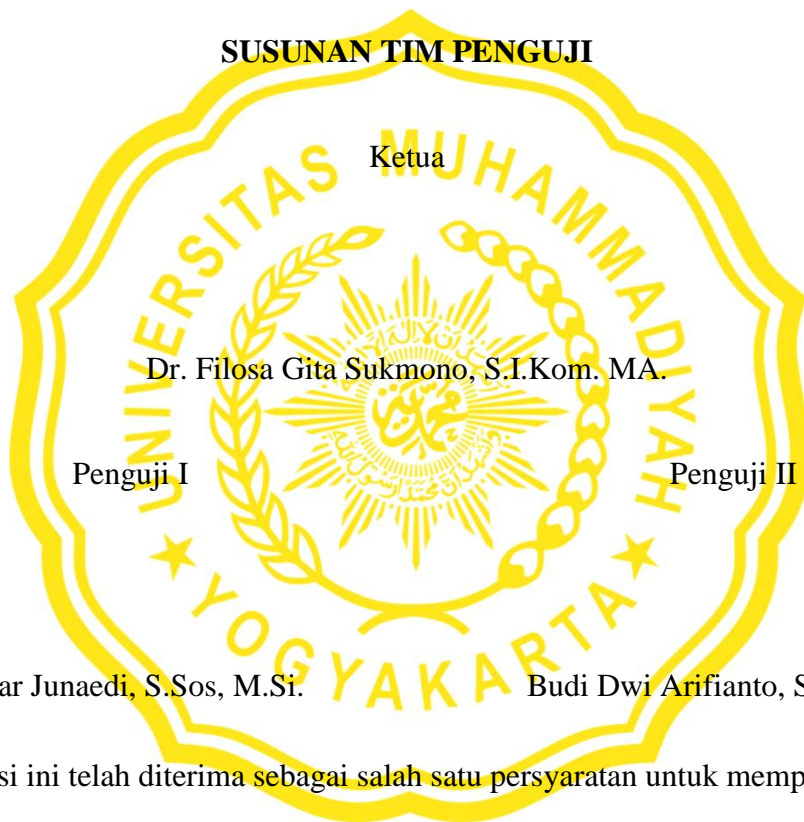 SUSUNAN TIM PENGUJI
Ketua
UNIVERSITAS MUHAMMADIYAH
Dr. Filosa Gita Sukmono, S.I.Kom. MA.
محمد
Penguji I Penguji II
★ YOGYAKARTA ★
ar Junaedi, S.Sos, M.Si. Budi Dwi Arifianto, S
si ini telah diterima sebagai salah satu persyaratan untuk memp